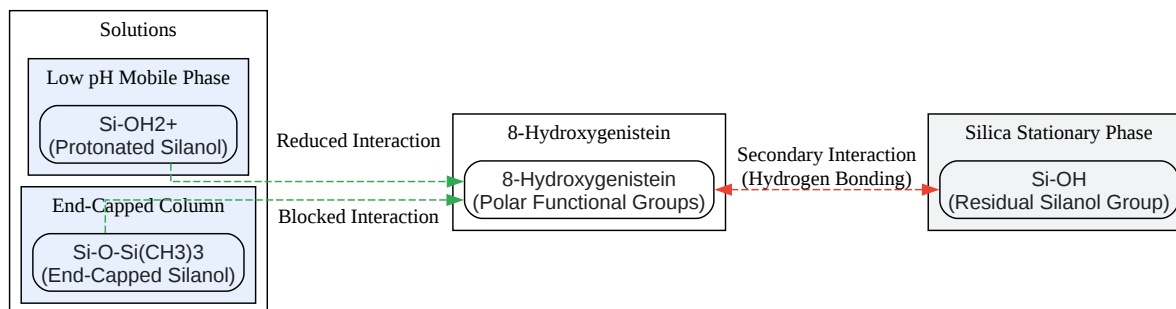 Solutions
Low pH Mobile Phase
Si-OH2+
(Protonated Silanol)
End-Capped Column
Si-O-Si(CH3)3
(End-Capped Silanol)
Reduced Interaction
Blocked Interaction
8-Hydroxygenistein
8-Hydroxygenistein
(Polar Functional Groups)
Secondary Interaction
(Hydrogen Bonding)
Silica Stationary Phase
Si-OH
(Residual Silanol Group)